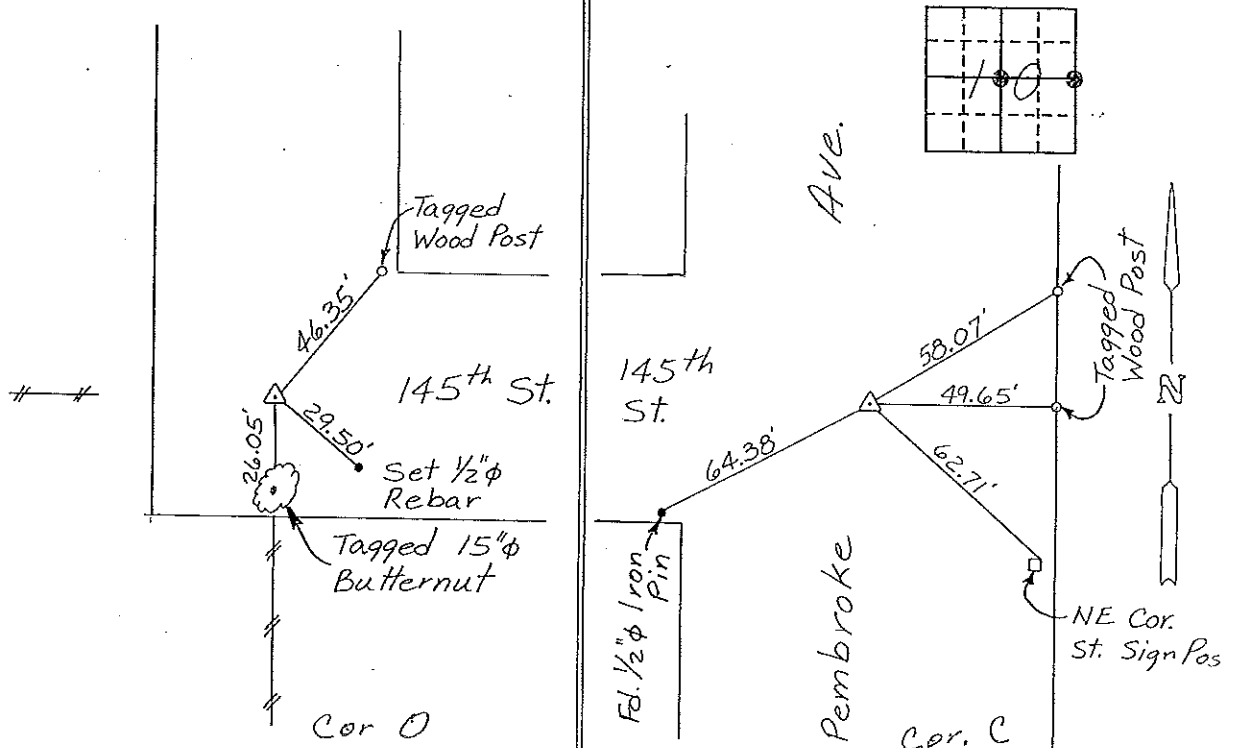 10
Tagged
Wood Post
46.35'
145th St.
29.50'
26.05'
Set 1/2"φ
Rebar
Tagged 15"φ
Butternut
Cor O
Ave.
145th
St.
58.07'
49.65'
64.38'
62.71'
Tagged
Wood Post
N
Fd. 1/2"φ Iron
Pin
Pembroke
NE Cor.
St. Sign Pos
Cor. C